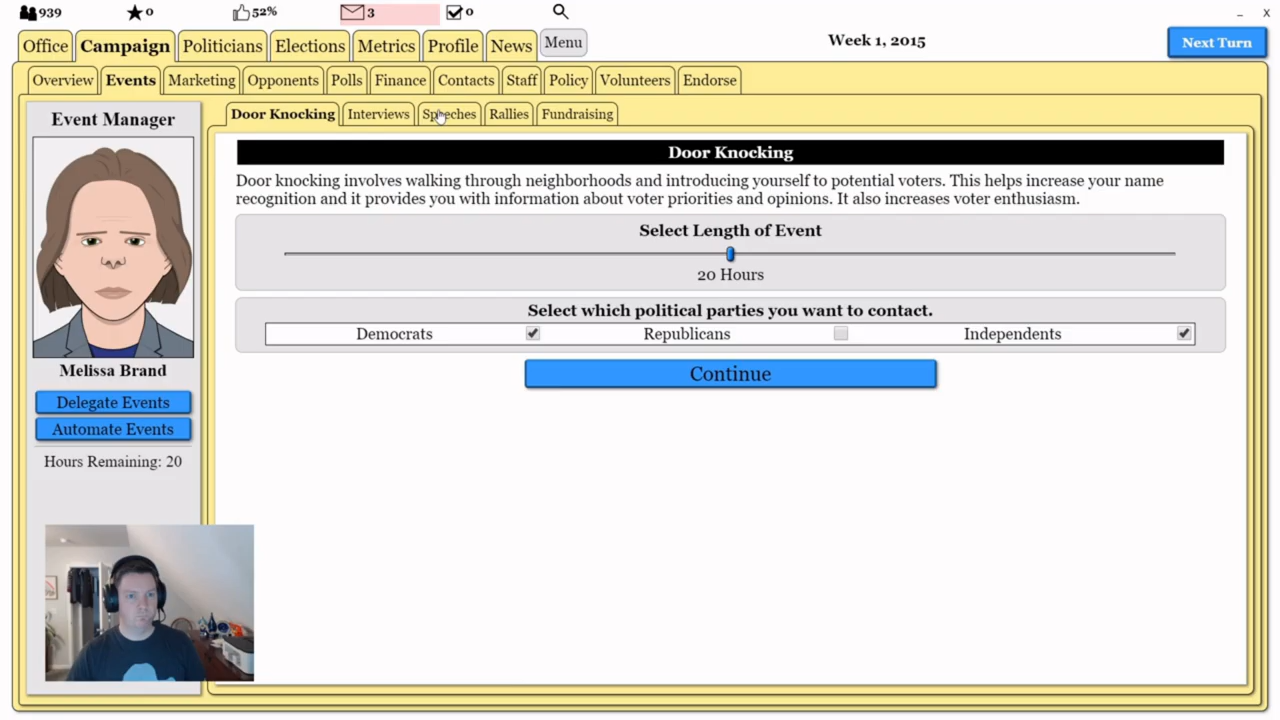 939 0 52% 3 0
_ X
Office Campaign Politicians Elections Metrics Profile News Menu Week 1, 2015 Next Turn
Overview Events Marketing Opponents Polls Finance Contacts Staff Policy Volunteers Endorse
Event Manager
Door Knocking Interviews Speeches Rallies Fundraising
Door Knocking
Door knocking involves walking through neighborhoods and introducing yourself to potential voters. This helps increase your name
recognition and it provides you with information about voter priorities and opinions. It also increases voter enthusiasm.
Select Length of Event
20 Hours
Select which political parties you want to contact.
Democrats Republicans Independents
Continue
Melissa Brand
Delegate Events
Automate Events
Hours Remaining: 20